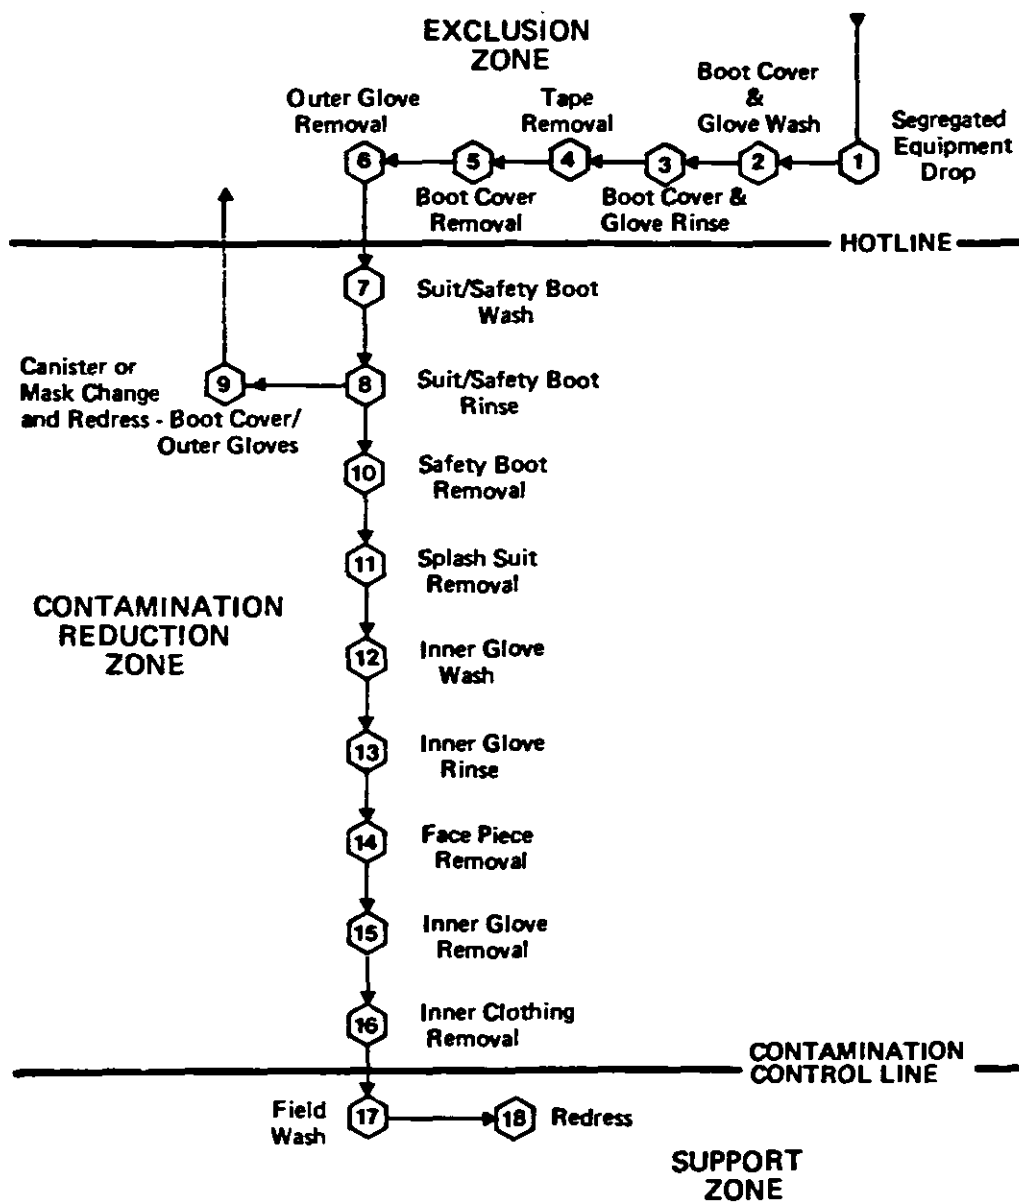 EXCLUSION
ZONE
Outer Glove
Removal
Tape
Removal
Boot Cover
&
Glove Wash
Segregated
Equipment
Drop
6
5
4
3
2
1
Boot Cover
Removal
Boot Cover &
Glove Rinse
HOTLINE
7
Suit/Safety Boot
Wash
Canister or
Mask Change
and Redress - Boot Cover/
Outer Gloves
9
8
Suit/Safety Boot
Rinse
10
Safety Boot
Removal
11
Splash Suit
Removal
CONTAMINATION
REDUCTION
ZONE
12
Inner Glove
Wash
13
Inner Glove
Rinse
14
Face Piece
Removal
15
Inner Glove
Removal
16
Inner Clothing
Removal
CONTAMINATION
CONTROL LINE
Field
Wash
17
18
Redress
SUPPORT
ZONE